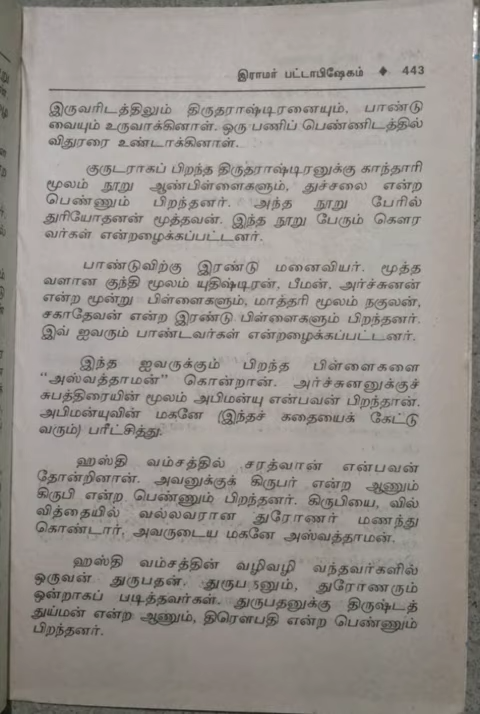 இராமர் பட்டாபிஷேகம் ◆ 443
இருவரிடத்திலும் திருதராஷ்டிரனையும், பாண்டு
வையும் உருவாக்கினாள். ஒரு பணிப் பெண்ணிடத்தில்
விதுரரை உண்டாக்கினாள்.
குருடராகப் பிறந்த திருதராஷ்டிரனுக்கு காந்தாரி
மூலம் நூறு ஆண்பிள்ளைகளும், துச்சலை என்ற
பெண்ணும் பிறந்தனர். அந்த நூறு பேரில்
துரியோதனன் மூத்தவன். இந்த நூறு பேரும் கௌர
வர்கள் என்றழைக்கப்பட்டனர்.
பாண்டுவிற்கு இரண்டு மனைவியர். மூத்த
வளான குந்தி மூலம் யுதிஷ்டிரன், பீமன், அர்ச்சுனன்
என்ற மூன்று பிள்ளைகளும், மாத்தரி மூலம் நகுலன்,
சகாதேவன் என்ற இரண்டு பிள்ளைகளும் பிறந்தனர்.
இவ் ஐவரும் பாண்டவர்கள் என்றழைக்கப்பட்டனர்.
இந்த ஐவருக்கும் பிறந்த பிள்ளைகளை
"அஸ்வத்தாமன்" கொன்றான். அர்ச்சுனனுக்குச்
சுபத்திரையின் மூலம் அபிமன்யு என்பவன் பிறந்தான்.
அபிமன்யுவின் மகனே (இந்தச் கதையைக் கேட்டு
வரும்) பரீட்சித்து.
ஹஸ்தி வம்சத்தில் சரத்வான் என்பவன்
தோன்றினான். அவனுக்குக் கிருபர் என்ற ஆணும்
கிருபி என்ற பெண்ணும் பிறந்தனர். கிருபியை, வில்
வித்தையில் வல்லவரான துரோணர் மணந்து
கொண்டார். அவருடைய மகனே அஸ்வத்தாமன்.
ஹஸ்தி வம்சத்தின் வழிவழி வந்தவர்களில்
ஒருவன் துருபதன். துருபதனும், துரோணரும்
ஒன்றாகப் படித்தவர்கள். துருபதனுக்கு திருஷ்டத்
துய்மன் என்ற ஆணும், திரௌபதி என்ற பெண்ணும்
பிறந்தனர்.